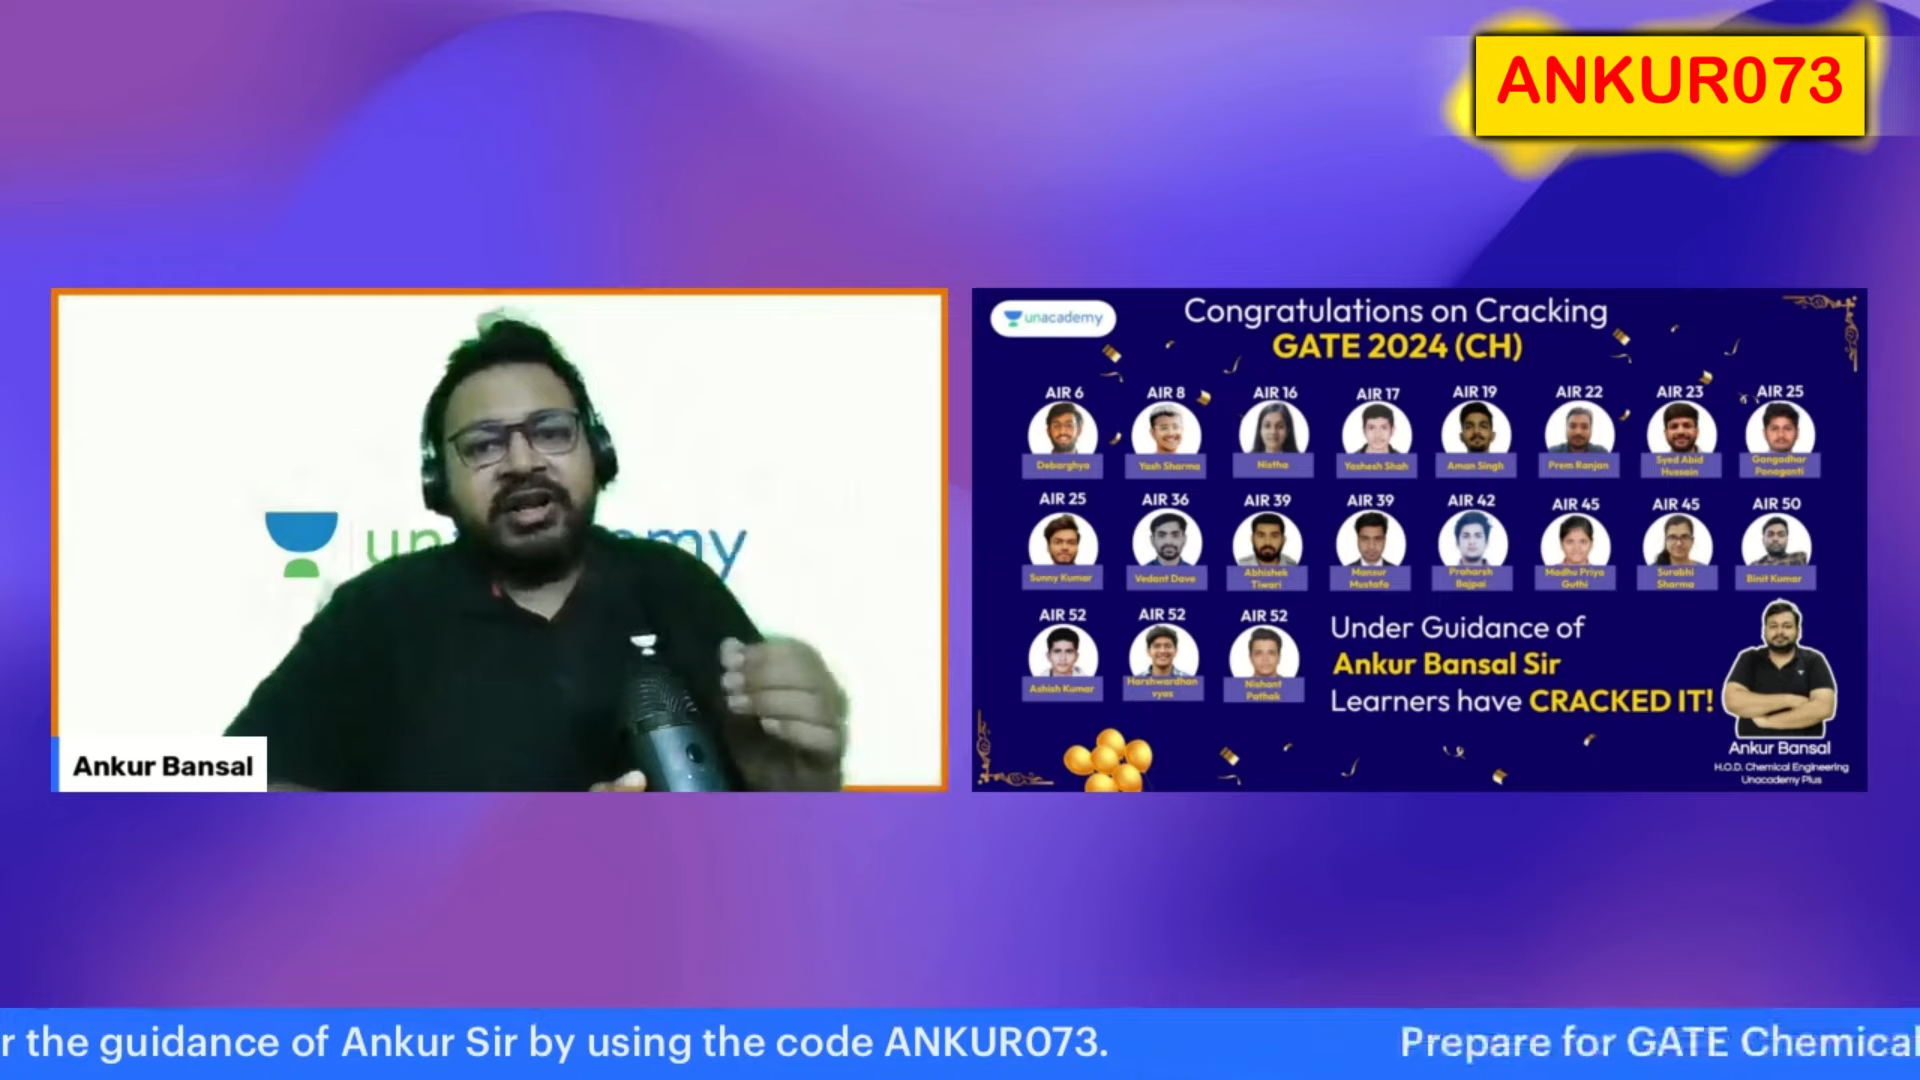 ANKUR073
unacademy
Ankur Bansal
unacademy
Congratulations on Cracking
GATE 2024 (CH)
AIR 6
AIR 8
AIR 16
AIR 17
AIR 19
AIR 22
AIR 23
AIR 25
Debarghya
Yash Sharma
Nistha
Yashesh Shah
Aman Singh
Prem Ranjan
Syed Abid
Hussain
Gangadhar
Ponaganti
AIR 25
AIR 36
AIR 39
AIR 39
AIR 42
AIR 45
AIR 45
AIR 50
Sunny Kumar
Vedant Dave
Abhishek
Tiwari
Mansur
Mustafa
Praharsh
Bajpai
Madhu Priya
Guthi
Surabhi
Sharma
Binit Kumar
AIR 52
AIR 52
AIR 52
Ashish Kumar
Harshwardhan
vyas
Nishant
Pathak
Under Guidance of
Ankur Bansal Sir
Learners have CRACKED IT!
Ankur Bansal
H.O.D. Chemical Engineering
Unacademy Plus
r the guidance of Ankur Sir by using the code ANKUR073.
Prepare for GATE Chemical